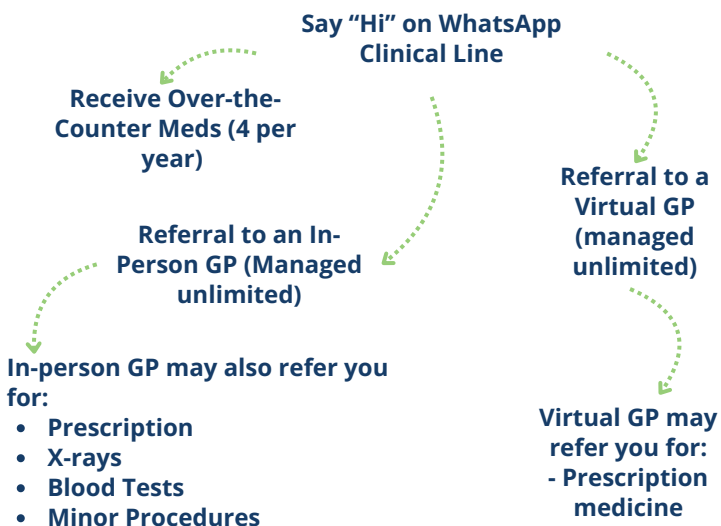 Say “Hi” on WhatsApp
Clinical Line
Receive Over-the-
Counter Meds (4 per
year)
Referral to a
Virtual GP
(managed
unlimited)
Referral to an In-
Person GP (Managed
unlimited)
In-person GP may also refer you
for:
• Prescription
• X-rays
• Blood Tests
• Minor Procedures
Virtual GP may
refer you for:
- Prescription
medicine